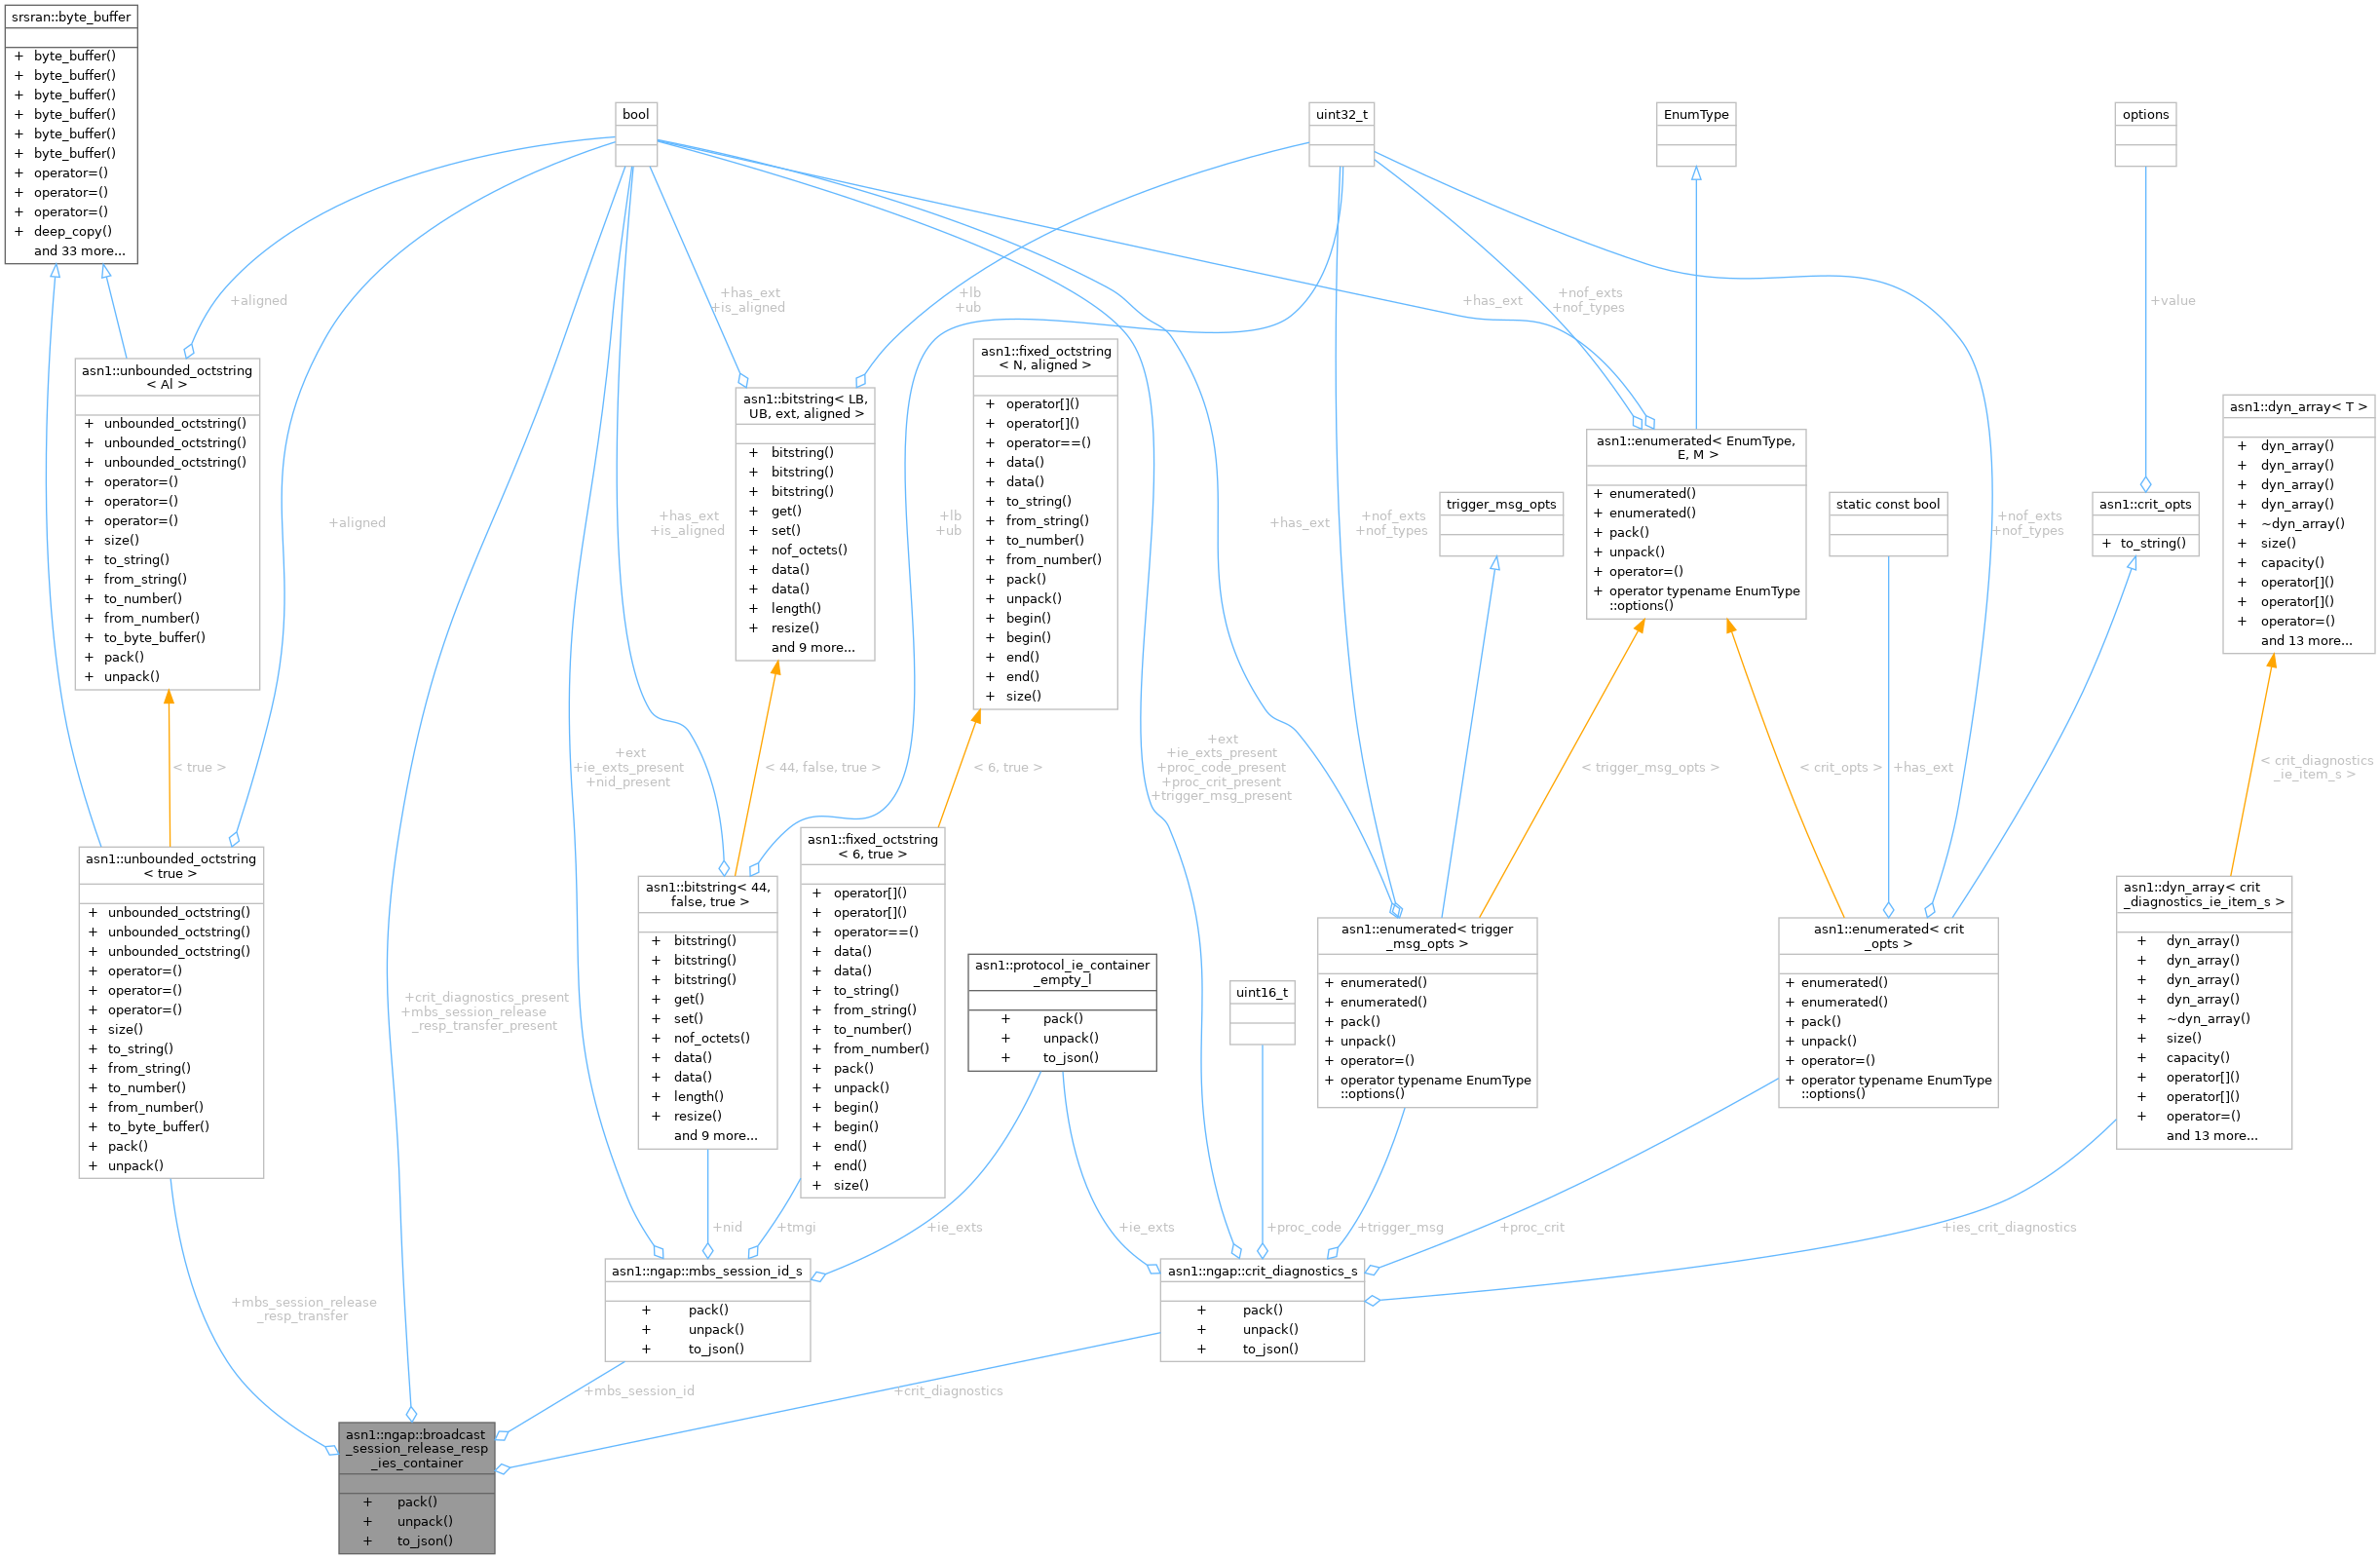 srsran::byte_buffer
+ byte_buffer()
+ byte_buffer()
+ byte_buffer()
+ byte_buffer()
+ byte_buffer()
+ byte_buffer()
+ operator=()
+ operator=()
+ operator=()
+ deep_copy()
and 33 more...
bool
uint32_t
EnumType
options
+aligned
+has_ext
+is_aligned
+lb
+ub
+has_ext
+nof_exts
+nof_types
+value
asn1::unbounded_octstring
< Al >
+ unbounded_octstring()
+ unbounded_octstring()
+ unbounded_octstring()
+ operator=()
+ operator=()
+ operator=()
+ size()
+ to_string()
+ from_string()
+ to_number()
+ from_number()
+ to_byte_buffer()
+ pack()
+ unpack()
+aligned
+has_ext
+is_aligned
asn1::bitstring< LB,
UB, ext, aligned >
+ bitstring()
+ bitstring()
+ bitstring()
+ get()
+ set()
+ nof_octets()
+ data()
+ data()
+ length()
+ resize()
and 9 more...
+lb
+ub
asn1::fixed_octstring
< N, aligned >
+ operator[]()
+ operator[]()
+ operator==()
+ data()
+ data()
+ to_string()
+ from_string()
+ to_number()
+ from_number()
+ pack()
+ unpack()
+ begin()
+ begin()
+ end()
+ end()
+ size()
+has_ext
+nof_exts
+nof_types
trigger_msg_opts
asn1::enumerated< EnumType,
E, M >
+ enumerated()
+ enumerated()
+ pack()
+ unpack()
+ operator=()
+ operator typename EnumType
::options()
static const bool
+nof_exts
+nof_types
asn1::crit_opts
+ to_string()
asn1::dyn_array< T >
+ dyn_array()
+ dyn_array()
+ dyn_array()
+ dyn_array()
+ ~dyn_array()
+ size()
+ capacity()
+ operator[]()
+ operator[]()
+ operator=()
and 13 more...
< true >
+ext
+ie_exts_present
+nid_present
< 44, false, true >
< 6, true >
+ext
+ie_exts_present
+proc_code_present
+proc_crit_present
+trigger_msg_present
< trigger_msg_opts >
< crit_opts >
+has_ext
< crit_diagnostics
_ie_item_s >
asn1::unbounded_octstring
< true >
+ unbounded_octstring()
+ unbounded_octstring()
+ unbounded_octstring()
+ operator=()
+ operator=()
+ operator=()
+ size()
+ to_string()
+ from_string()
+ to_number()
+ from_number()
+ to_byte_buffer()
+ pack()
+ unpack()
+crit_diagnostics_present
+mbs_session_release
_resp_transfer_present
asn1::bitstring< 44,
false, true >
+ bitstring()
+ bitstring()
+ bitstring()
+ get()
+ set()
+ nof_octets()
+ data()
+ data()
+ length()
+ resize()
and 9 more...
asn1::fixed_octstring
< 6, true >
+ operator[]()
+ operator[]()
+ operator==()
+ data()
+ data()
+ to_string()
+ from_string()
+ to_number()
+ from_number()
+ pack()
+ unpack()
+ begin()
+ begin()
+ end()
+ end()
+ size()
asn1::protocol_ie_container
_empty_l
+ pack()
+ unpack()
+ to_json()
uint16_t
asn1::enumerated< trigger
_msg_opts >
+ enumerated()
+ enumerated()
+ pack()
+ unpack()
+ operator=()
+ operator typename EnumType
::options()
asn1::enumerated< crit
_opts >
+ enumerated()
+ enumerated()
+ pack()
+ unpack()
+ operator=()
+ operator typename EnumType
::options()
asn1::dyn_array< crit
_diagnostics_ie_item_s >
+ dyn_array()
+ dyn_array()
+ dyn_array()
+ dyn_array()
+ ~dyn_array()
+ size()
+ capacity()
+ operator[]()
+ operator[]()
+ operator=()
and 13 more...
+nid
+tmgi
+ie_exts
+ie_exts
+proc_code
+trigger_msg
+proc_crit
+ies_crit_diagnostics
+mbs_session_release
_resp_transfer
asn1::ngap::mbs_session_id_s
+ pack()
+ unpack()
+ to_json()
asn1::ngap::crit_diagnostics_s
+ pack()
+ unpack()
+ to_json()
+mbs_session_id
+crit_diagnostics
asn1::ngap::broadcast
_session_release_resp
_ies_container
+ pack()
+ unpack()
+ to_json()